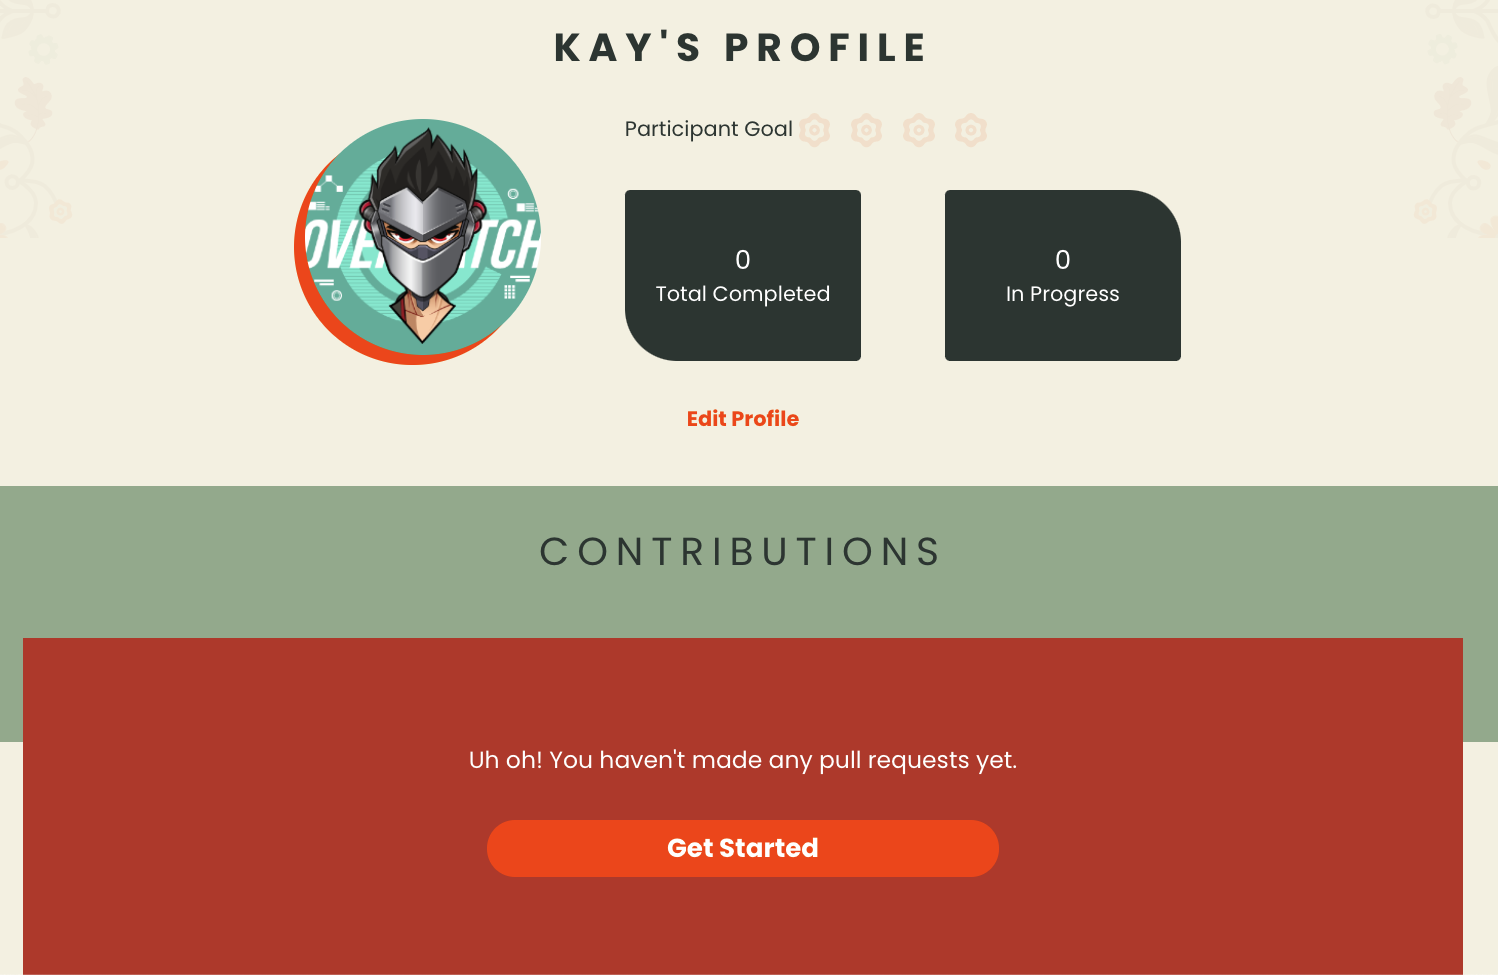 KAY'S PROFILE
Participant Goal
OVE TCH
0
Total Completed
0
In Progress
Edit Profile
CONTRIBUTIONS
Uh oh! You haven't made any pull requests yet.
Get Started